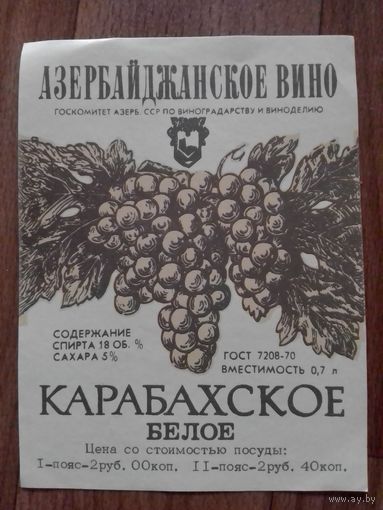 АЗЕРБАЙДЖАНСКОЕ ВИНО
ГОСКОМИТЕТ АЗЕРБ. ССР ПО ВИНОГРАДАРСТВУ И ВИНОДЕЛИЮ
СОДЕРЖАНИЕ
СПИРТА 18 ОБ. %
САХАРА 5%
ГОСТ 7208-70
ВМЕСТИМОСТЬ 0,7 л
КАРАБАХСКОЕ
БЕЛОЕ
Цена со стоимостью посуды:
I-пояс-2руб. 00коп. II-пояс-2руб. 40коп.
ay.by